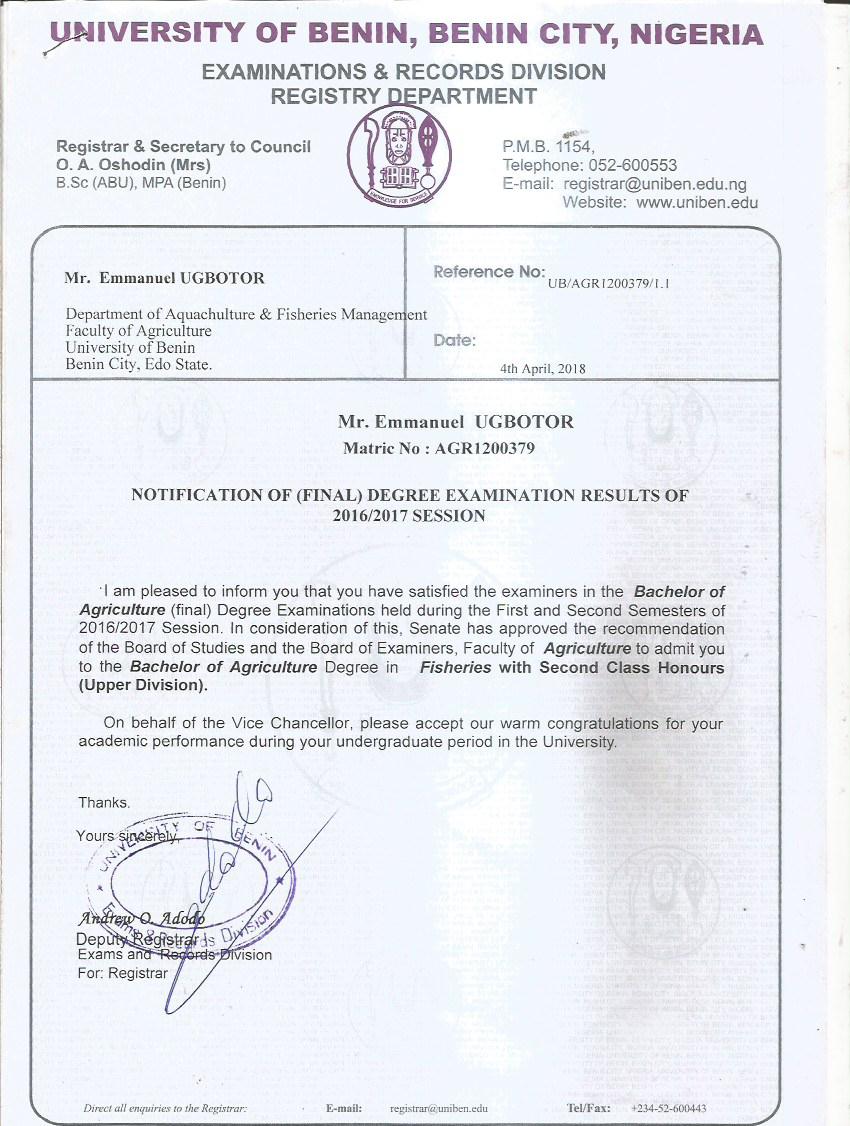 UNIVERSITY OF BENIN, BENIN CITY, NIGERIA
EXAMINATIONS & RECORDS DIVISION
REGISTRY DEPARTMENT
Registrar & Secretary to Council
O. A. Oshodin (Mrs)
B.Sc (ABU), MPA (Benin)
KNOWLEDGE FOR SERVICE
P.M.B. 1154,
Telephone: 052-600553
E-mail: registrar@uniben.edu.ng
Website: www.uniben.edu
Mr. Emmanuel UGBOTOR
Department of Aquachulture & Fisheries Management
Faculty of Agriculture
University of Benin
Benin City, Edo State.
Reference No: UB/AGR1200379/1.1
Date: 4th April, 2018
Mr. Emmanuel UGBOTOR
Matric No : AGR1200379
NOTIFICATION OF (FINAL) DEGREE EXAMINATION RESULTS OF
2016/2017 SESSION
I am pleased to inform you that you have satisfied the examiners in the Bachelor of
Agriculture (final) Degree Examinations held during the First and Second Semesters of
2016/2017 Session. In consideration of this, Senate has approved the recommendation
of the Board of Studies and the Board of Examiners, Faculty of Agriculture to admit you
to the Bachelor of Agriculture Degree in Fisheries with Second Class Honours
(Upper Division).
On behalf of the Vice Chancellor, please accept our warm congratulations for your
academic performance during your undergraduate period in the University.
Thanks.
Yours sincerely,
UNIVERSITY OF BENIN
Exams & Records Division
Andrew O. Adodo
Deputy Registrar
Exams and Records Division
For: Registrar
Direct all enquiries to the Registrar: E-mail: registrar@uniben.edu Tel/Fax: +234-52-600443